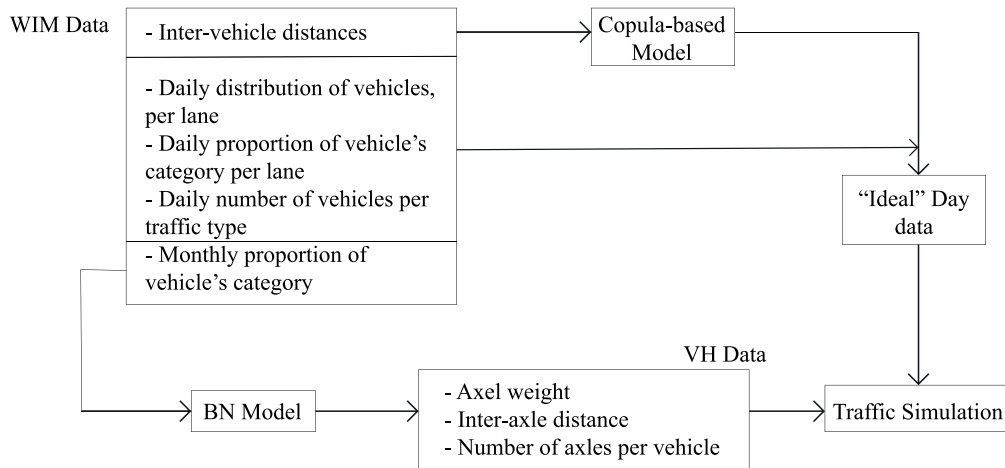 WIM Data
- Inter-vehicle distances
- Daily distribution of vehicles,
per lane
- Daily proportion of vehicle’s
category per lane
- Daily number of vehicles per
traffic type
- Monthly proportion of
vehicle’s category
Copula-based
Model
“Ideal” Day
data
BN Model
VH Data
- Axel weight
- Inter-axle distance
- Number of axles per vehicle
Traffic Simulation